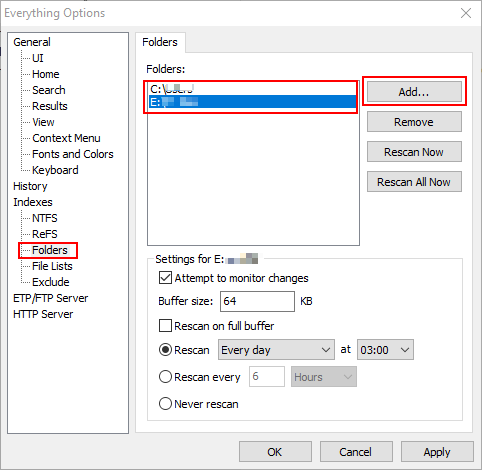 Everything Options
General
UI
Home
Search
Results
View
Context Menu
Fonts and Colors
Keyboard
History
Indexes
NTFS
ReFS
Folders
File Lists
Exclude
ETP/FTP Server
HTTP Server
Folders
Folders:
C:\
E:
Add...
Remove
Rescan Now
Rescan All Now
Settings for E:
Attempt to monitor changes
Buffer size: 64 KB
Rescan on full buffer
Rescan Every day at 03:00
Rescan every 6 Hours
Never rescan
OK Cancel Apply